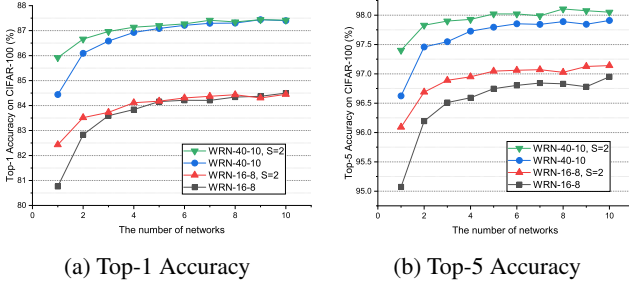 88
87
86
85
84
83
82
81
80
Top-1 Accuracy on CIFAR-100 (%)
WRN-40-10, S=2
WRN-40-10
WRN-16-8, S=2
WRN-16-8
0 2 4 6 8 10
The number of networks
(a) Top-1 Accuracy
98.0
97.5
97.0
96.5
96.0
95.5
95.0
Top-5 Accuracy on CIFAR-100 (%)
WRN-40-10, S=2
WRN-40-10
WRN-16-8, S=2
WRN-16-8
0 2 4 6 8 10
The number of networks
(b) Top-5 Accuracy